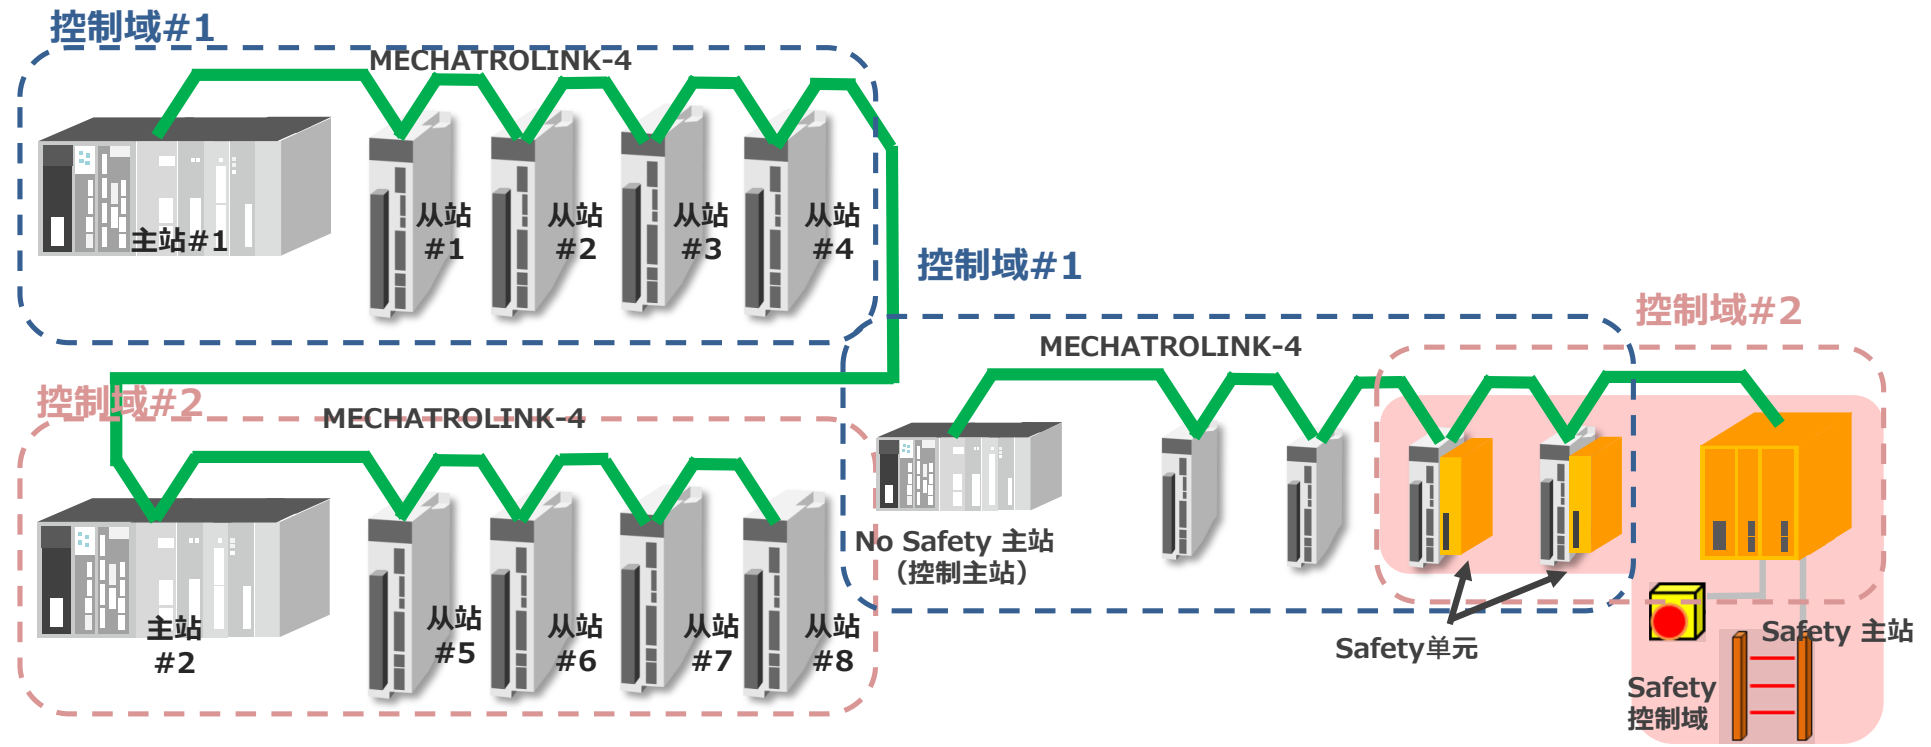 控制域#1
MECHATROLINK-4
主站#1
从站
#1
从站
#2
从站
#3
从站
#4
控制域#2
MECHATROLINK-4
主站
#2
从站
#5
从站
#6
从站
#7
从站
#8
控制域#1
MECHATROLINK-4
控制域#2
No Safety 主站
（控制主站）
Safety单元
Safety 主站
Safety
控制域